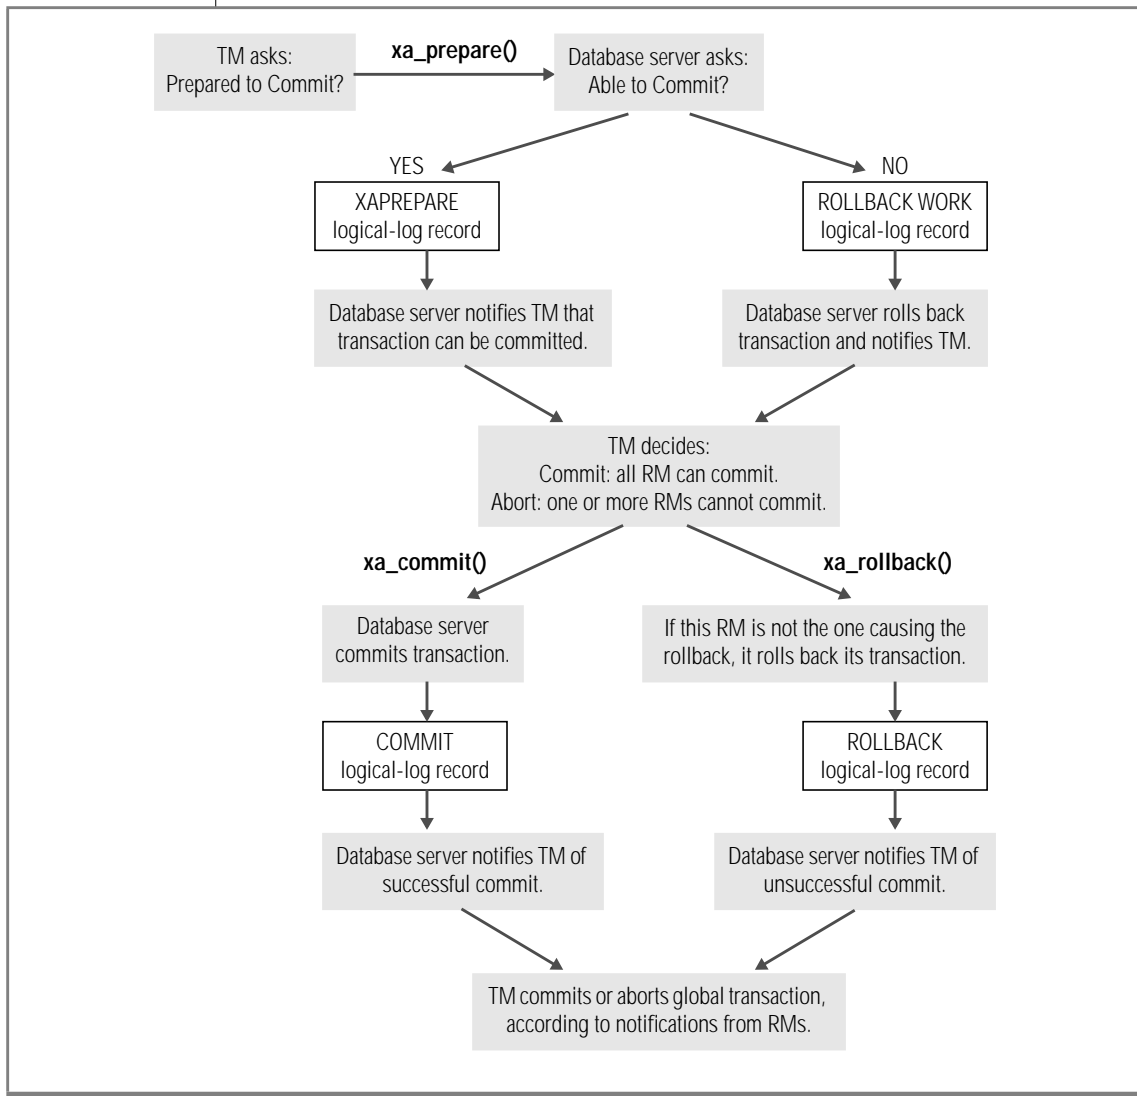 TM asks:
Prepared to Commit?
xa_prepare()
Database server asks:
Able to Commit?
YES
NO
XAPREPARE
logical-log record
ROLLBACK WORK
logical-log record
Database server notifies TM that
transaction can be committed.
Database server rolls back
transaction and notifies TM.
TM decides:
Commit: all RM can commit.
Abort: one or more RMs cannot commit.
xa_commit()
xa_rollback()
Database server
commits transaction.
If this RM is not the one causing the
rollback, it rolls back its transaction.
COMMIT
logical-log record
ROLLBACK
logical-log record
Database server notifies TM of
successful commit.
Database server notifies TM of
unsuccessful commit.
TM commits or aborts global transaction,
according to notifications from RMs.